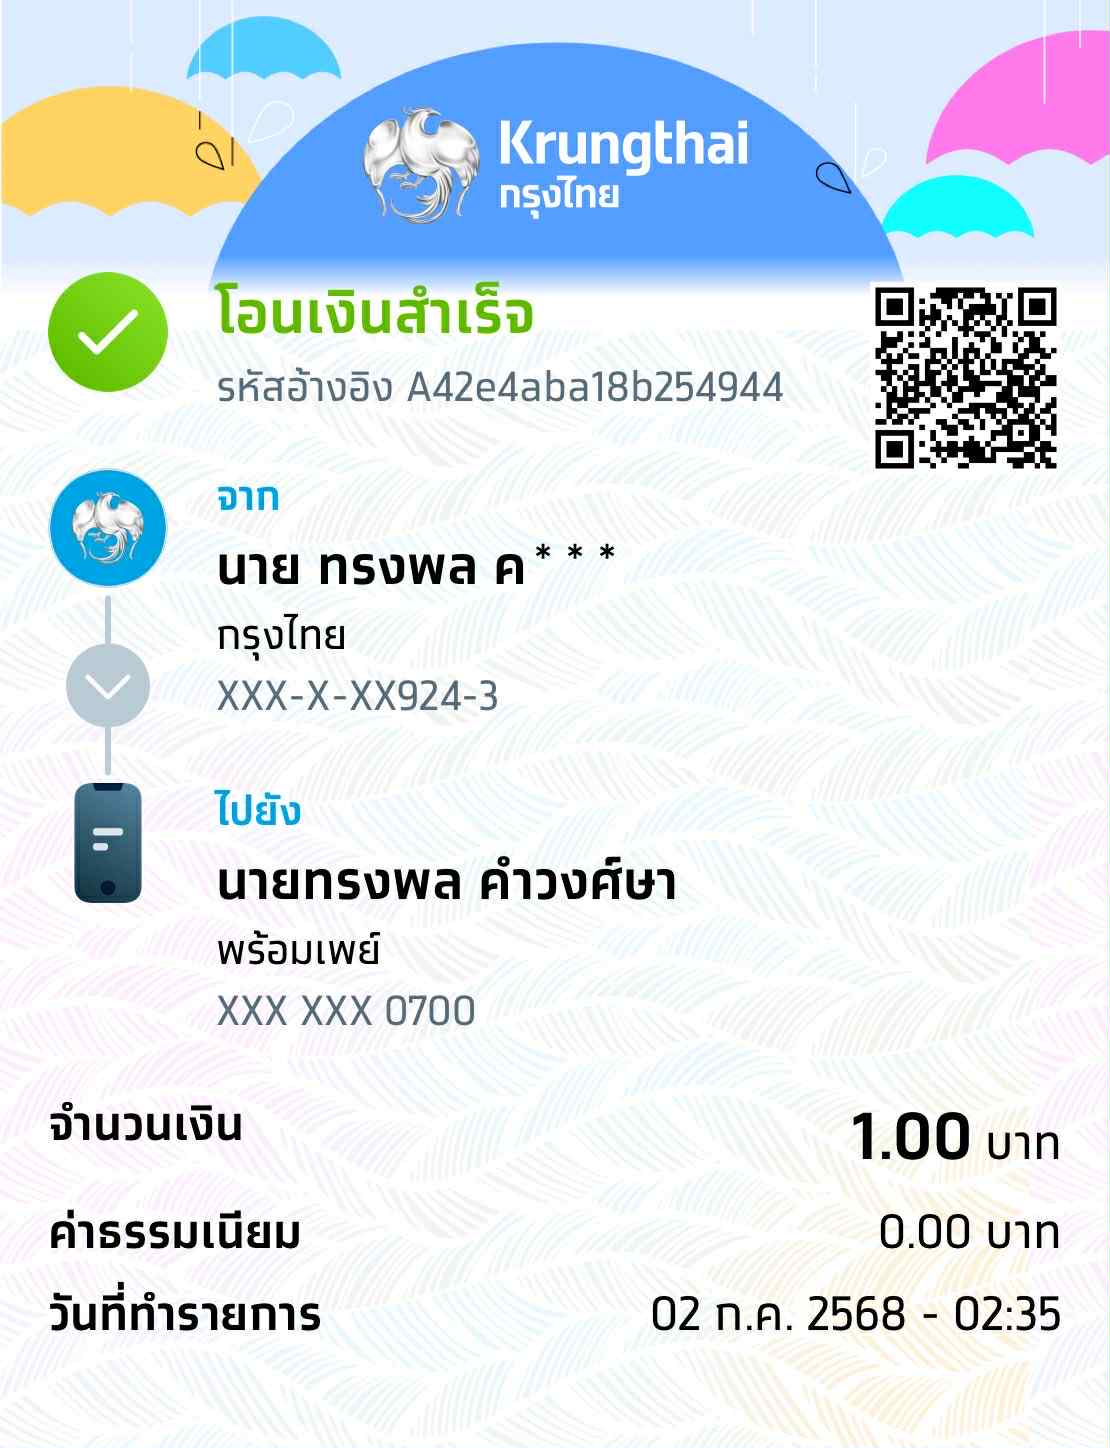 Krungthai
กรุงไทย
โอนเงินสำเร็จ
รหัสอ้างอิง A42e4aba18b254944
จาก
นาย ทรงพล ค***
กรุงไทย
XXX-X-XX924-3
ไปยัง
นายทรงพล คำวงศ์ษา
พร้อมเพย์
XXX XXX 0700
จำนวนเงิน 1.00 บาท
ค่าธรรมเนียม 0.00 บาท
วันที่ทำรายการ 02 ก.ค. 2568 - 02:35